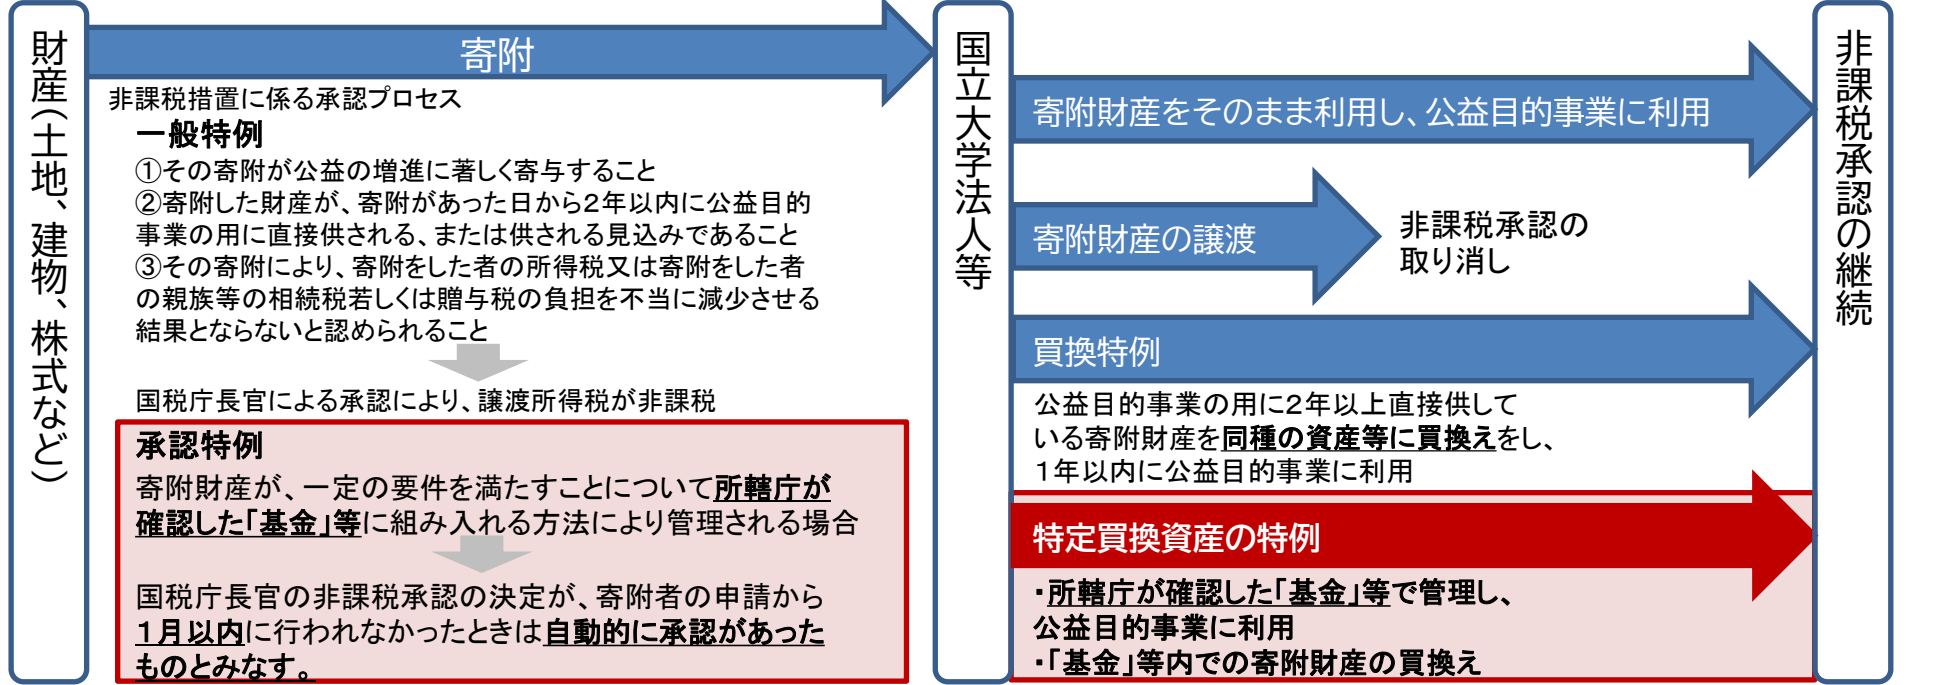 財産（土地、建物、株式など）
寄附
非課税措置に係る承認プロセス
一般特例
①その寄附が公益の増進に著しく寄与すること
②寄附した財産が、寄附があった日から２年以内に公益目的
事業の用に直接供される、または供される見込みであること
③その寄附により、寄附をした者の所得税又は寄附をした者
の親族等の相続税若しくは贈与税の負担を不当に減少させる
結果とならないと認められること
国税庁長官による承認により、譲渡所得税が非課税
承認特例
寄附財産が、一定の要件を満たすことについて所轄庁が
確認した「基金」等に組み入れる方法により管理される場合
国税庁長官の非課税承認の決定が、寄附者の申請から
１月以内に行われなかったときは自動的に承認があった
ものとみなす。
国立大学法人等
寄附財産をそのまま利用し、公益目的事業に利用
寄附財産の譲渡
非課税承認の
取り消し
買換特例
公益目的事業の用に２年以上直接供して
いる寄附財産を同種の資産等に買換えをし、
１年以内に公益目的事業に利用
特定買換資産の特例
・所轄庁が確認した「基金」等で管理し、
公益目的事業に利用
・「基金」等内での寄附財産の買換え
非課税承認の継続